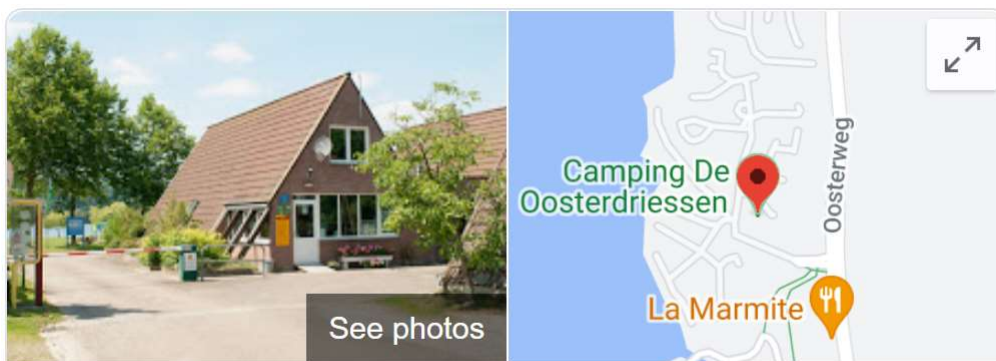 See photos
Camping De
Oosterdriessen
Oosterweg
La Marmite